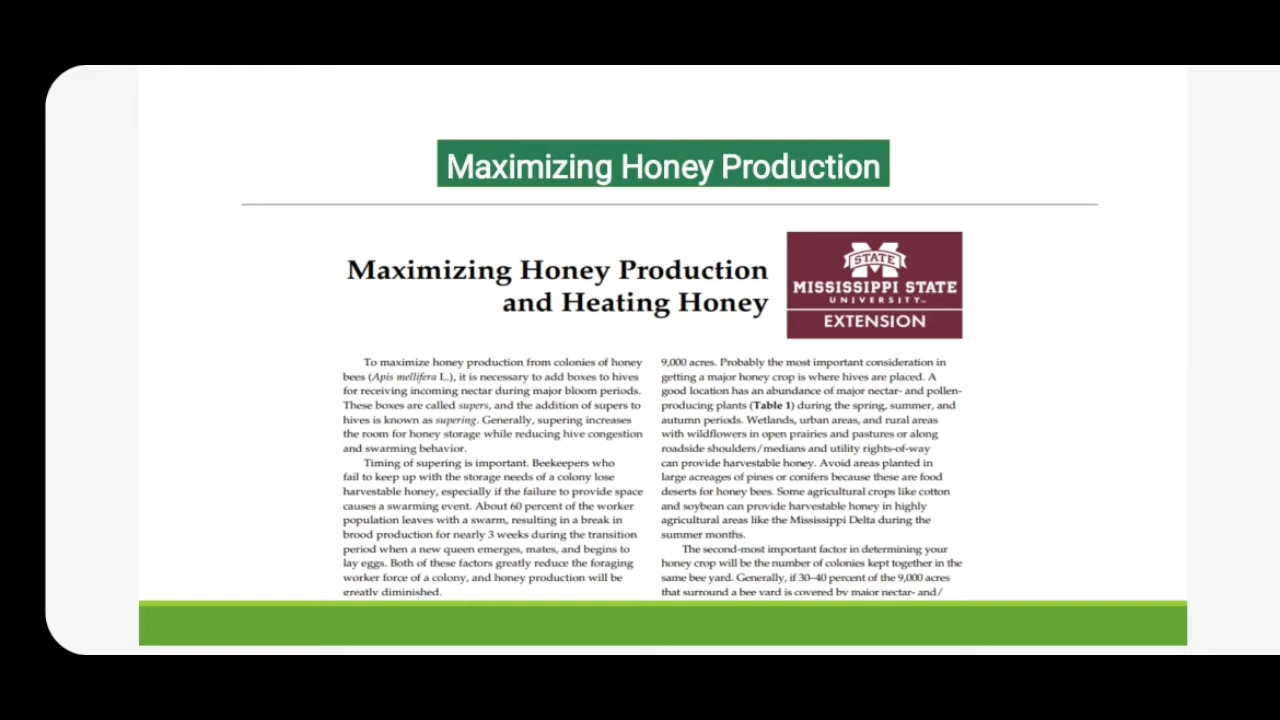 Maximizing Honey Production
Maximizing Honey Production
and Heating Honey
STATE
MISSISSIPPI STATE
UNIVERSITY™
EXTENSION
To maximize honey production from colonies of honey
bees (Apis mellifera L.), it is necessary to add boxes to hives
for receiving incoming nectar during major bloom periods.
These boxes are called supers, and the addition of supers to
hives is known as supering. Generally, supering increases
the room for honey storage while reducing hive congestion
and swarming behavior.
Timing of supering is important. Beekeepers who
fail to keep up with the storage needs of a colony lose
harvestable honey, especially if the failure to provide space
causes a swarming event. About 60 percent of the worker
population leaves with a swarm, resulting in a break in
brood production for nearly 3 weeks during the transition
period when a new queen emerges, mates, and begins to
lay eggs. Both of these factors greatly reduce the foraging
worker force of a colony, and honey production will be
greatly diminished.
9,000 acres. Probably the most important consideration in
getting a major honey crop is where hives are placed. A
good location has an abundance of major nectar- and pollen-
producing plants (Table 1) during the spring, summer, and
autumn periods. Wetlands, urban areas, and rural areas
with wildflowers in open prairies and pastures or along
roadside shoulders/medians and utility rights-of-way
can provide harvestable honey. Avoid areas planted in
large acreages of pines or conifers because these are food
deserts for honey bees. Some agricultural crops like cotton
and soybean can provide harvestable honey in highly
agricultural areas like the Mississippi Delta during the
summer months.
The second-most important factor in determining your
honey crop will be the number of colonies kept together in the
same bee yard. Generally, if 30–40 percent of the 9,000 acres
that surround a bee yard is covered by major nectar- and/